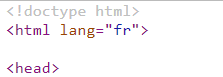 <!doctype html>
<html lang="fr">
<head>